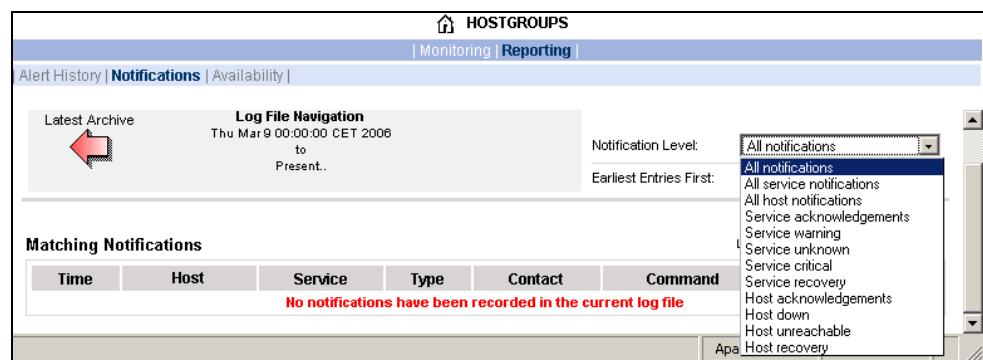 HOSTGROUPS
| Monitoring | Reporting |
| Alert History | Notifications | Availability |
Latest Archive
Log File Navigation
Thu Mar 9 00:00:00 CET 2006
to
Present..
Notification Level:
All notifications
Earliest Entries First:
All notifications
All service notifications
All host notifications
Service acknowledgements
Service warning
Service unknown
Service critical
Service recovery
Host acknowledgements
Host down
Host unreachable
Host recovery
Matching Notifications
Time Host Service Type Contact Command
No notifications have been recorded in the current log file
Apa